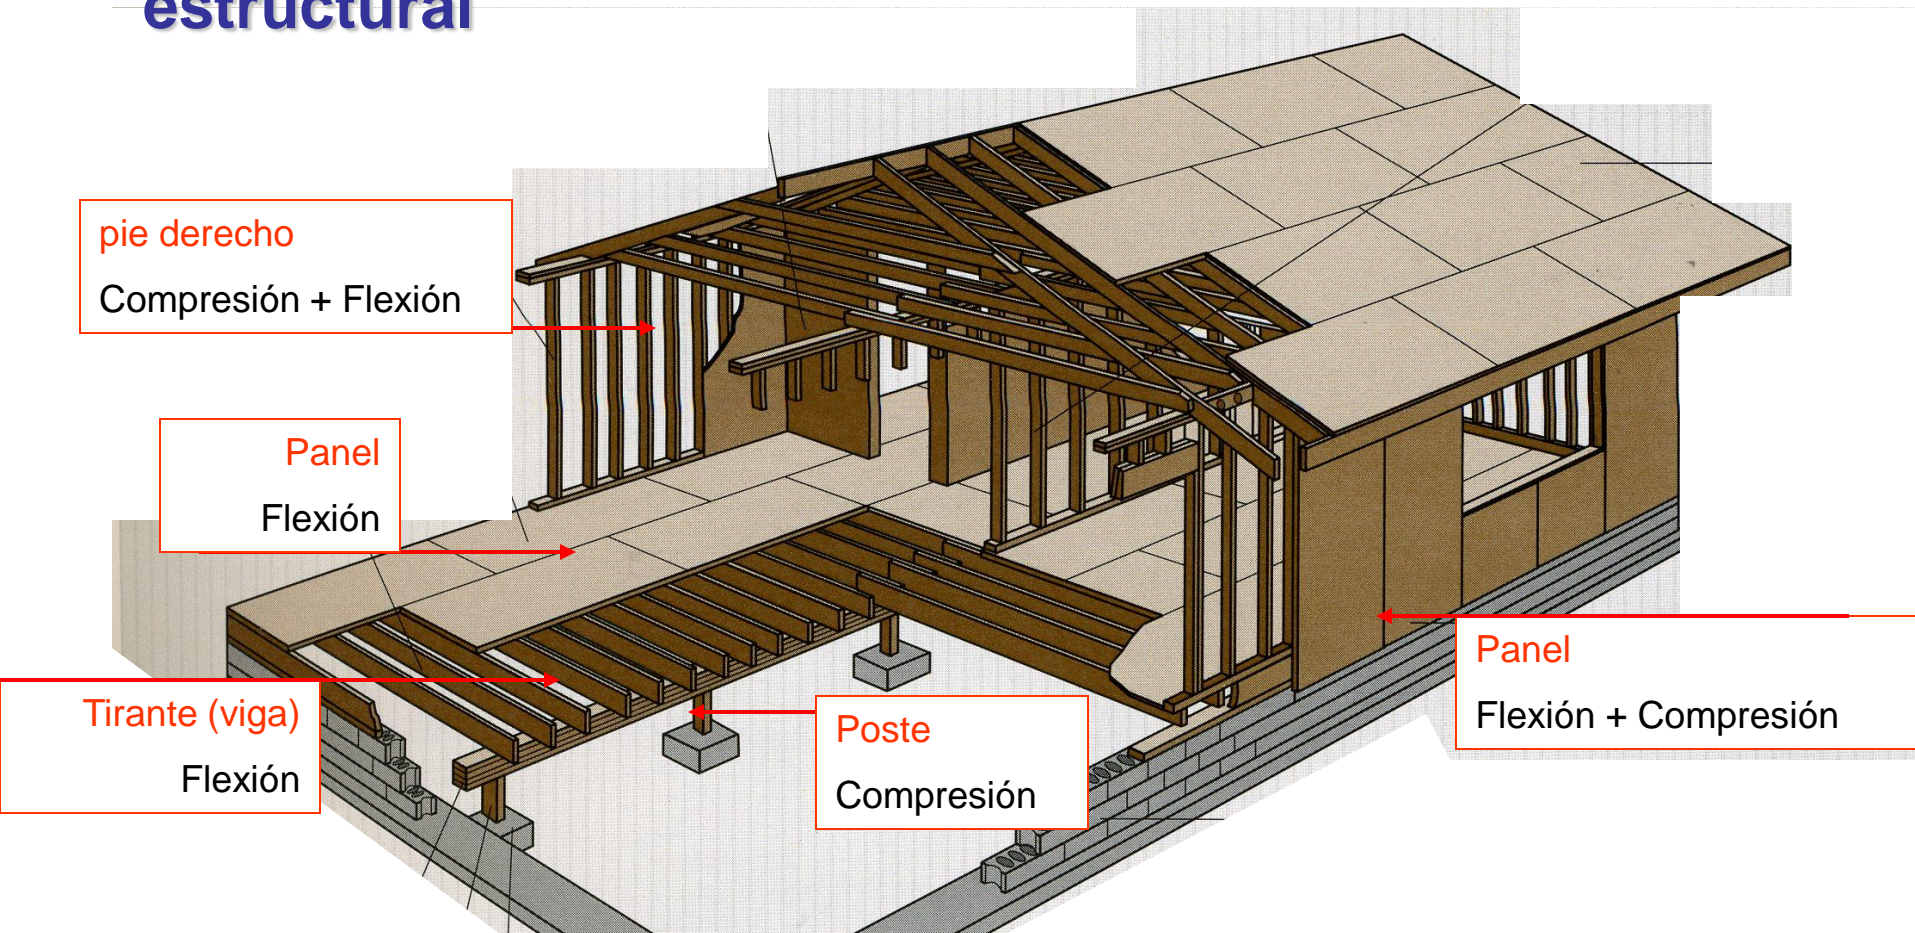 estructural
pie derecho
Compresión + Flexión
Panel
Flexión
Panel
Flexión + Compresión
Tirante (viga)
Flexión
Poste
Compresión